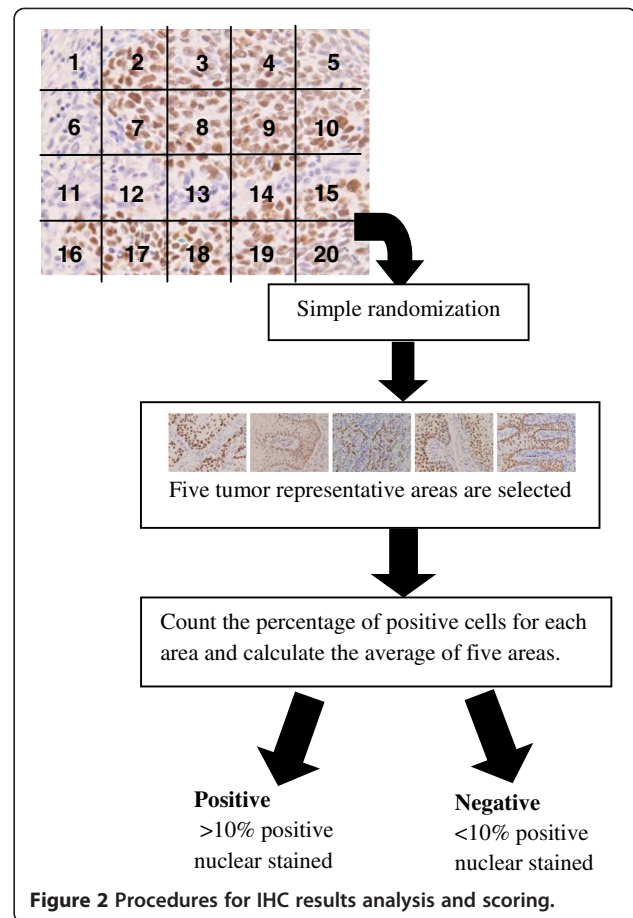 1 2 3 4 5
6 7 8 9 10
11 12 13 14 15
16 17 18 19 20
Simple randomization
Five tumor representative areas are selected
Count the percentage of positive cells for each
area and calculate the average of five areas.
Positive
>10% positive
nuclear stained
Negative
<10% positive
nuclear stained
Figure 2 Procedures for IHC results analysis and scoring.